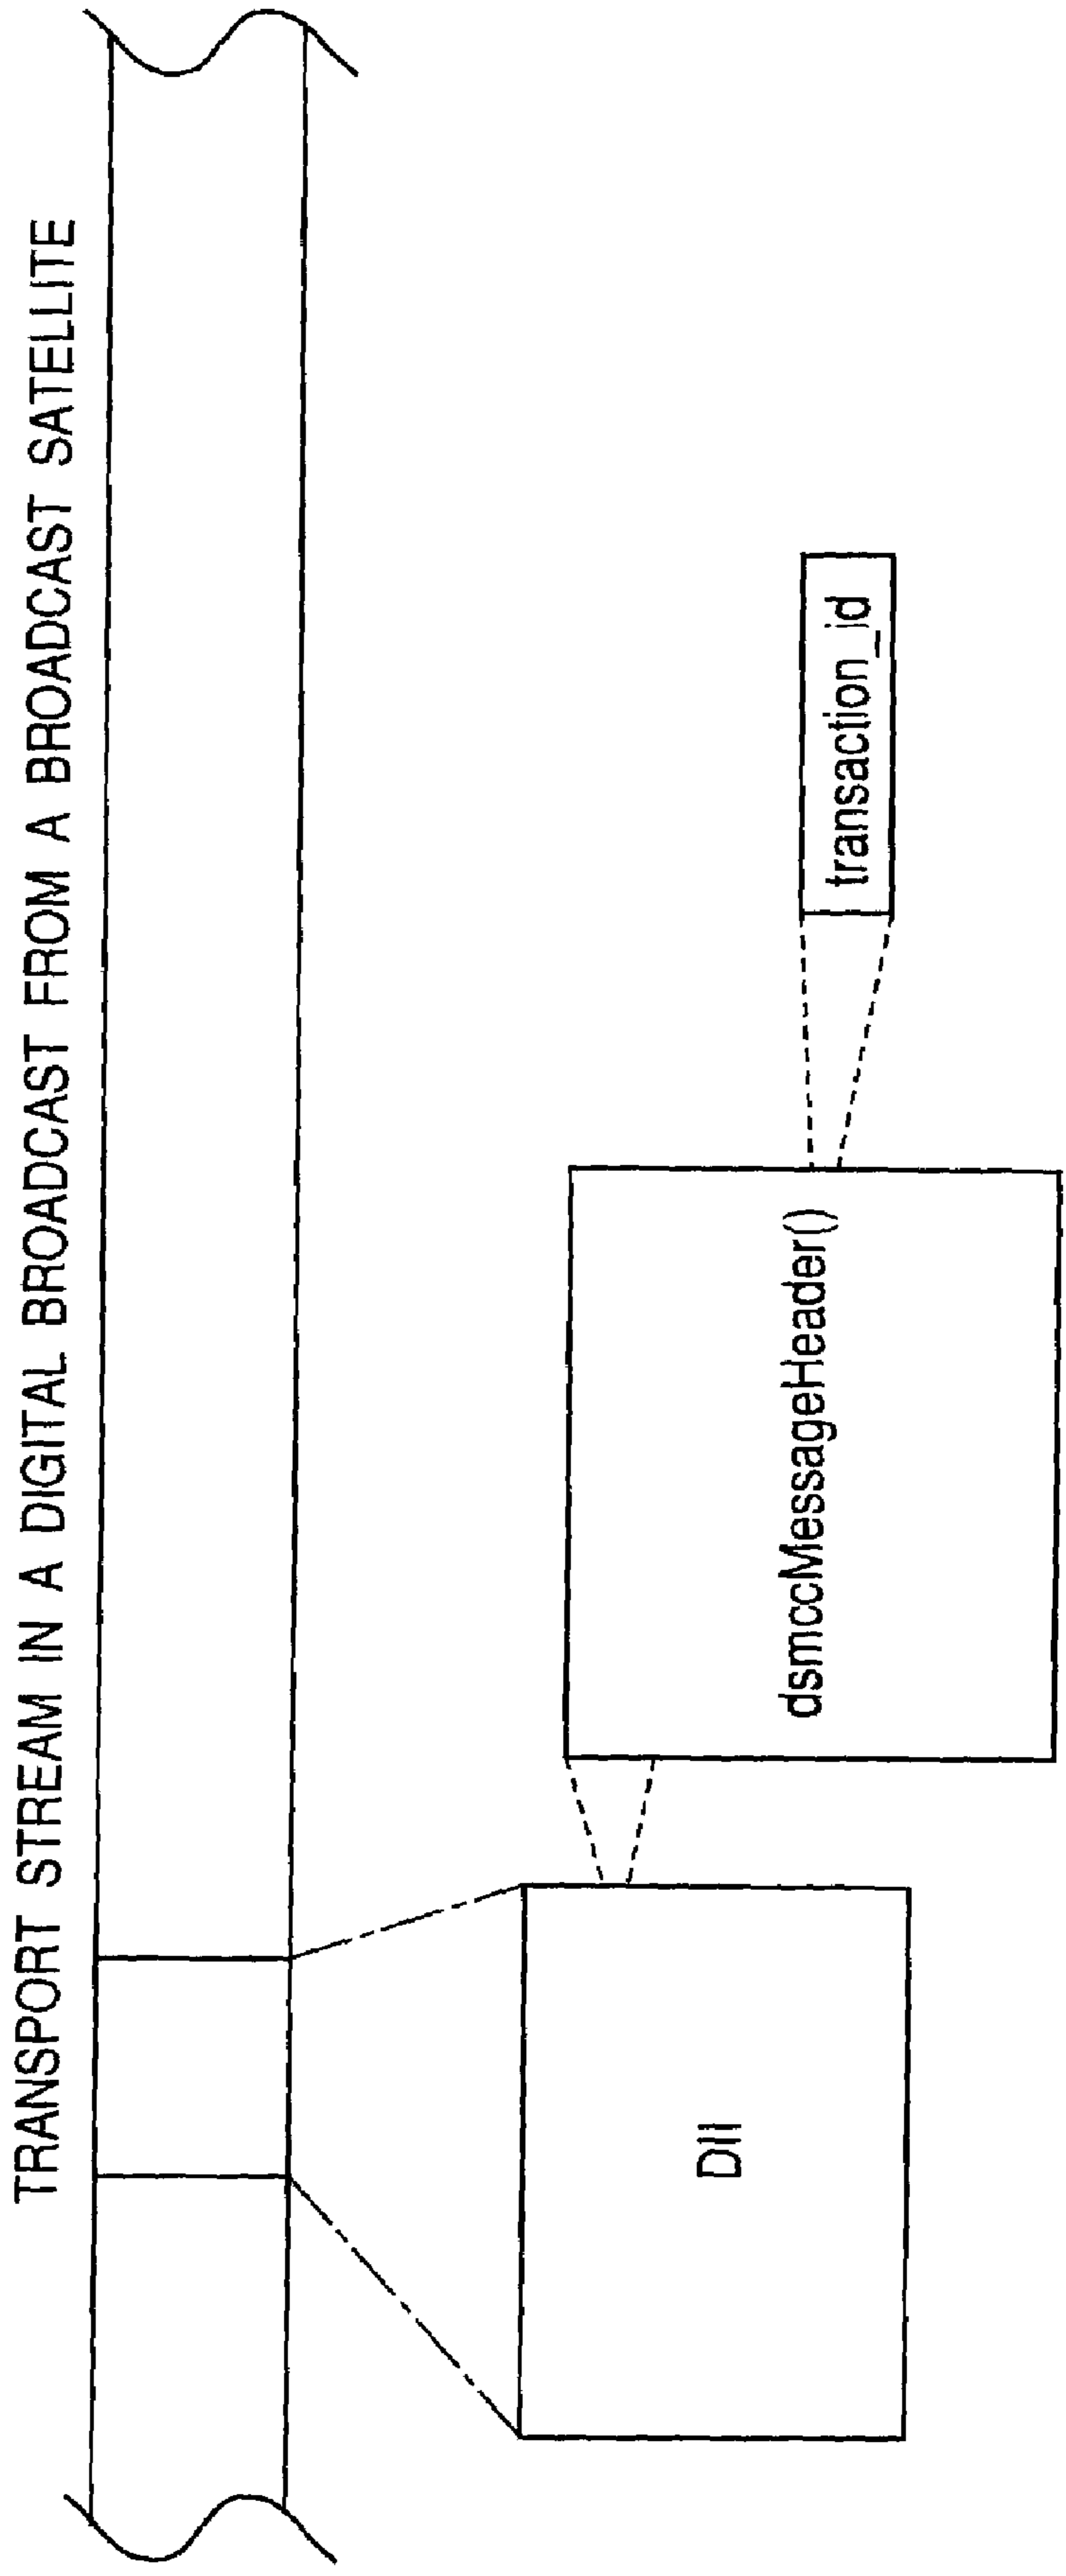 TRANSPORT STREAM IN A DIGITAL BROADCAST FROM A BROADCAST SATELLITE
DII
dsmccMessageHeader()
transaction_id